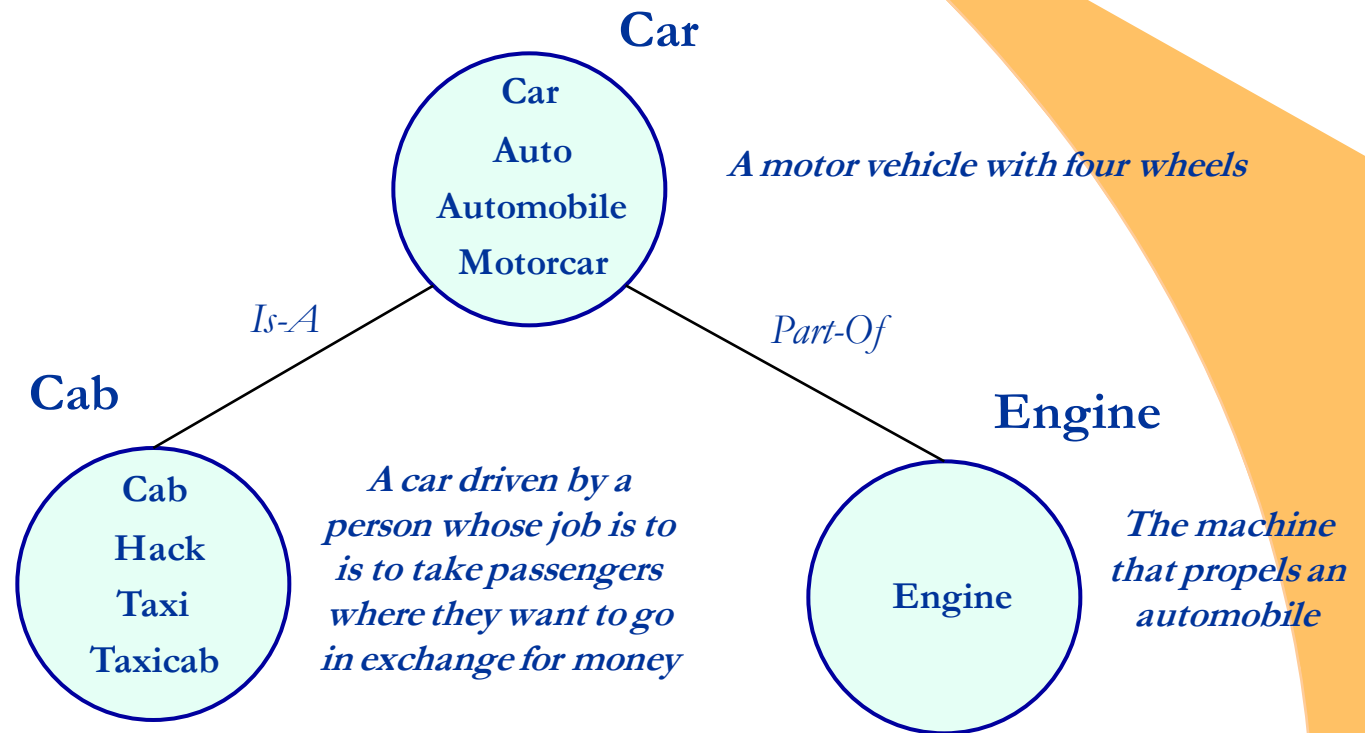 Car
Car
Auto
Automobile
Motorcar
A motor vehicle with four wheels
Is-A
Part-Of
Cab
Cab
Hack
Taxi
Taxicab
A car driven by a
person whose job is to
is to take passengers
where they want to go
in exchange for money
Engine
Engine
The machine
that propels an
automobile